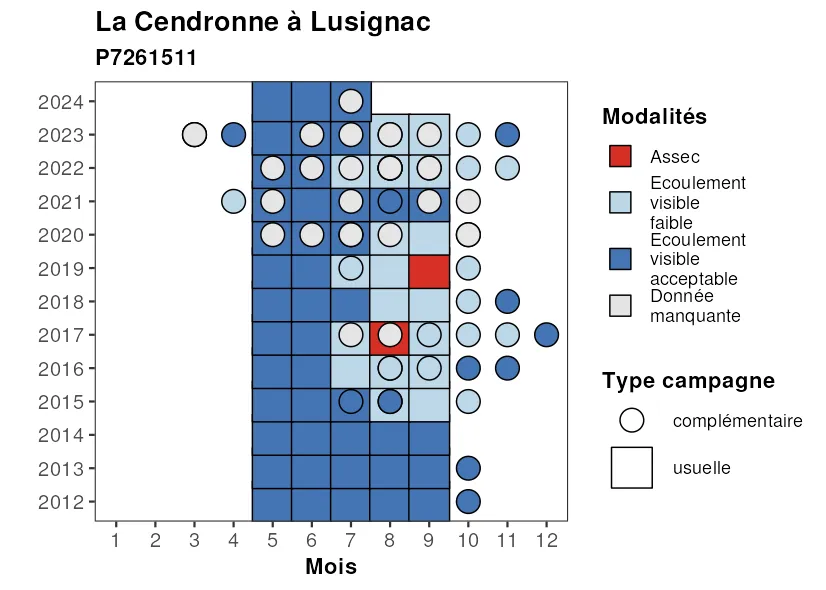 La Cendronne à Lusignac
P7261511
2024
2023
2022
2021
2020
2019
2018
2017
2016
2015
2014
2013
2012
1 2 3 4 5 6 7 8 9 10 11 12
Mois
Modalités
Assec
Ecoulement
visible
faible
Ecoulement
visible
acceptable
Donnée
manquante
Type campagne
complémentaire
usuelle